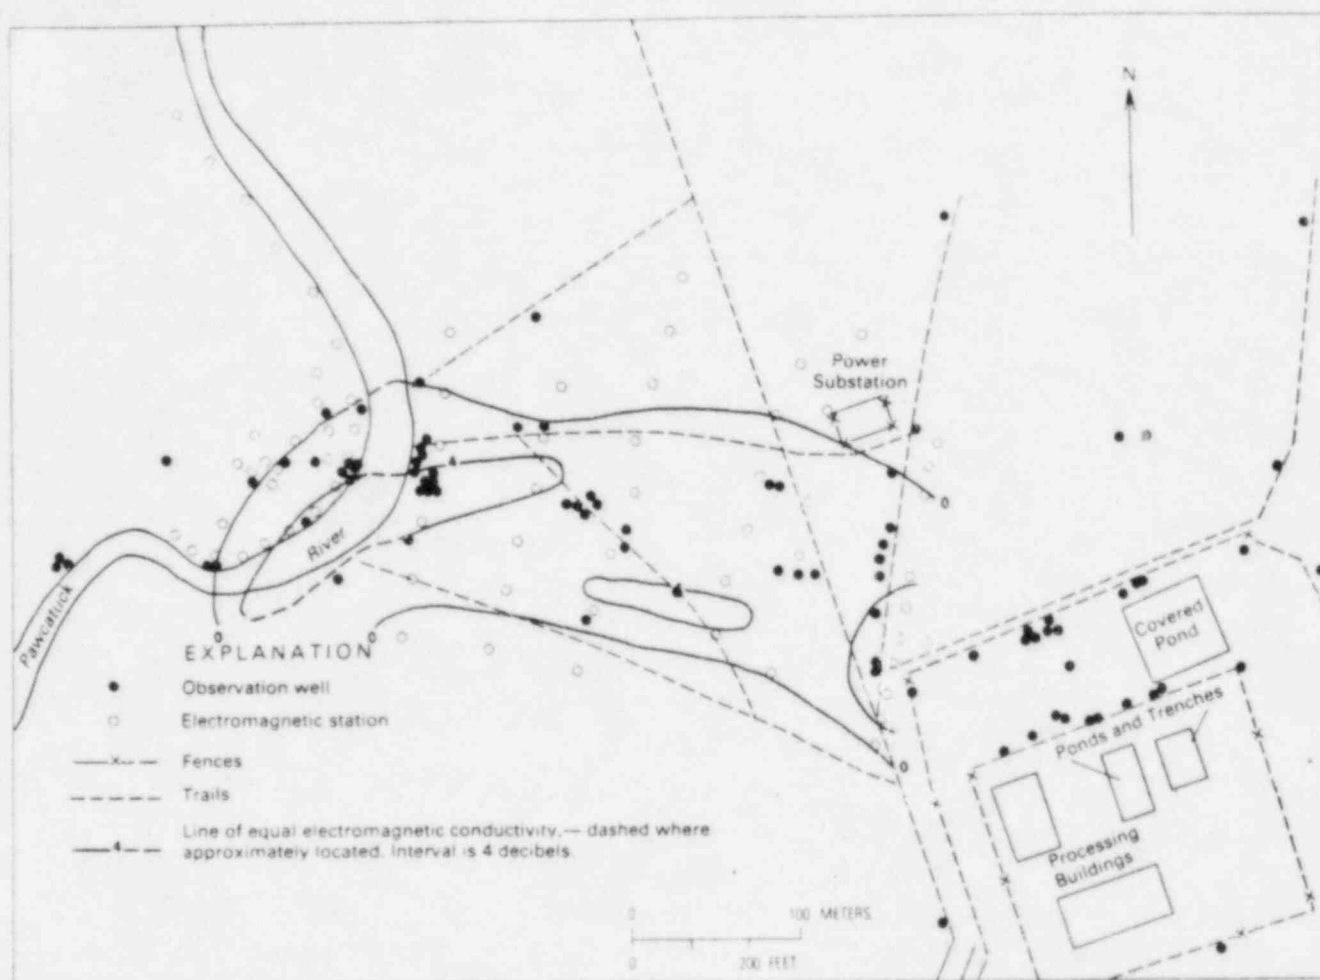 N
Power
Substation
4
0
River
Pawcatuck
4
0
0
Covered
Pond
EXPLANATION
Observation well
Electromagnetic station
Fences
Trails
4
Line of equal electromagnetic conductivity,— dashed where
approximately located. Interval is 4 decibels.
0
Ponds and Trenches
Processing
Buildings
0 100 METERS
0 200 FEET